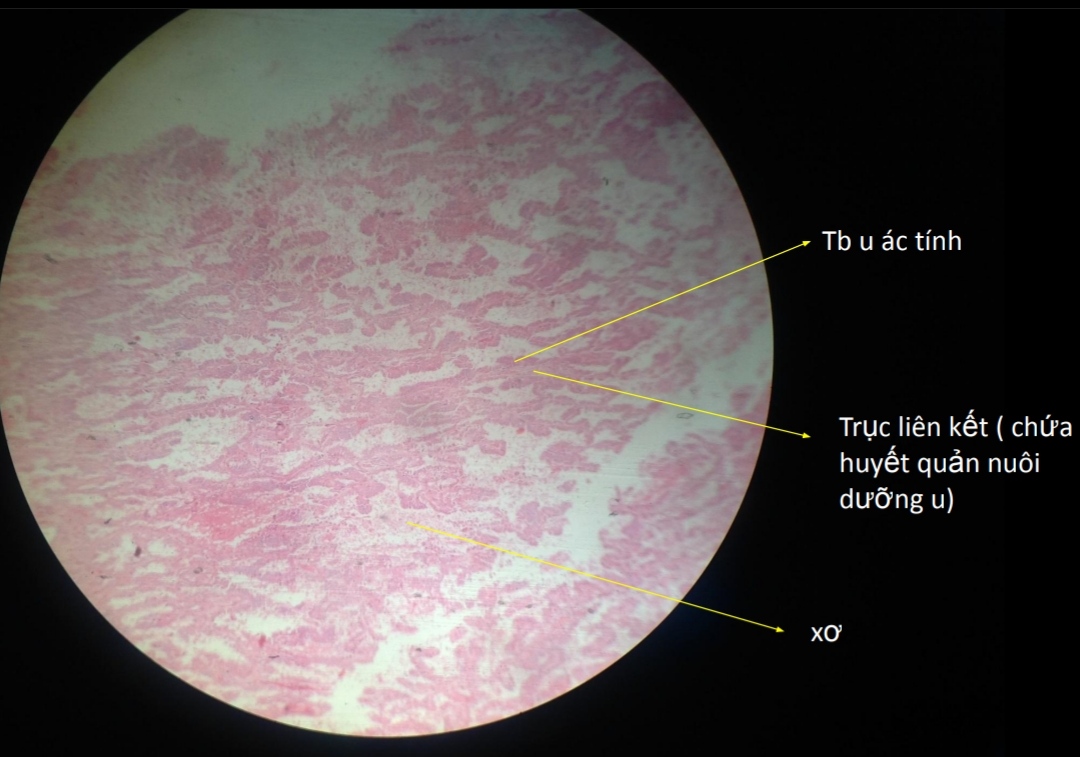 Tb u ác tính
Trục liên kết ( chứa
huyết quản nuôi
dưỡng u)
xơ